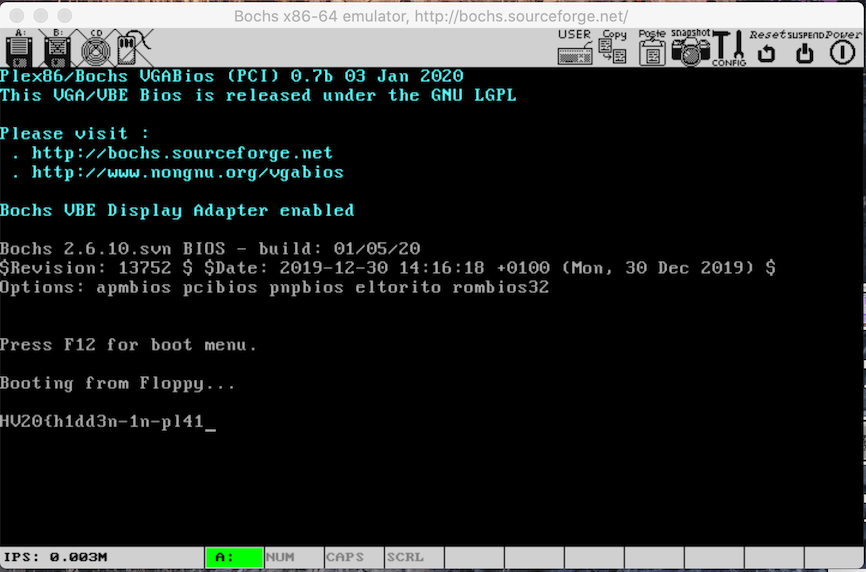 Bochs x86-64 emulator, http://bochs.sourceforge.net/
A: B: CD USER Copy Paste snapshot CONFIG Reset SUSPEND Power
Plex86/Bochs VGABios (PCI) 0.7b 03 Jan 2020
This VGA/VBE Bios is released under the GNU LGPL
Please visit :
. http://bochs.sourceforge.net
. http://www.nongnu.org/vgabios
Bochs VBE Display Adapter enabled
Bochs 2.6.10.svn BIOS - build: 01/05/20
$Revision: 13752 $ $Date: 2019-12-30 14:16:18 +0100 (Mon, 30 Dec 2019) $
Options: apmbios pcibios pnpbios eltorito rombios32
Press F12 for boot menu.
Booting from Floppy...
HV20{h1dd3n-1n-pl41_
IPS: 0.003M A: NUM CAPS SCRL